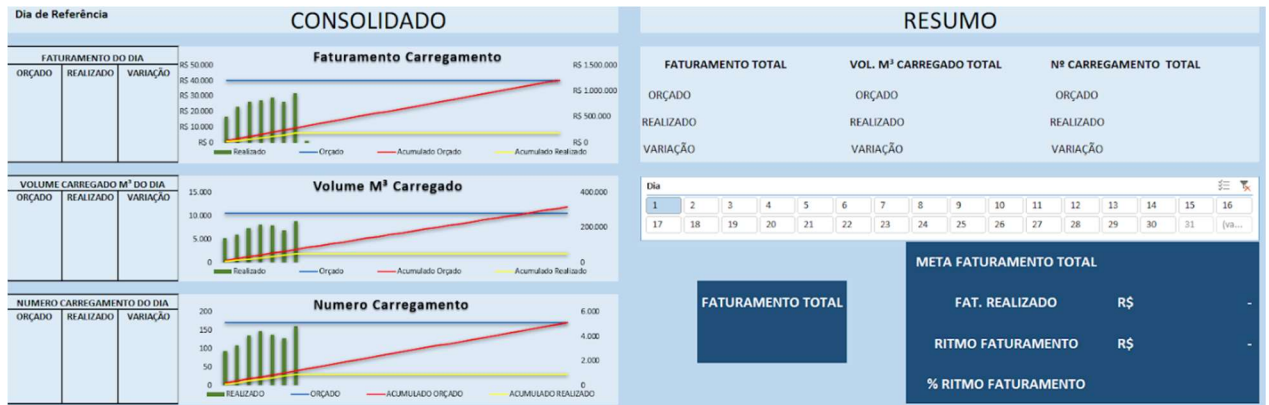 Dia de Referência
CONSOLIDADO
FATURAMENTO DO DIA
ORÇADO REALIZADO VARIAÇÃO
Faturamento Carregamento
R$ 50.000
R$ 40.000
R$ 30.000
R$ 20.000
R$ 10.000
R$ 0
R$ 1.500.000
R$ 1.000.000
R$ 500.000
R$ 0
Realizado Orçado Acumulado Orçado Acumulado Realizado
VOLUME CARREGADO M³ DO DIA
ORÇADO REALIZADO VARIAÇÃO
Volume M³ Carregado
15.000
10.000
5.000
0
400.000
200.000
0
Realizado Orçado Acumulado Orçado Acumulado Realizado
NUMERO CARREGAMENTO DO DIA
ORÇADO REALIZADO VARIAÇÃO
Numero Carregamento
200
150
100
50
0
6.000
4.000
2.000
0
REALIZADO ORÇADO ACUMULADO ORÇADO ACUMULADO REALIZADO
RESUMO
FATURAMENTO TOTAL VOL. M³ CARREGADO TOTAL Nº CARREGAMENTO TOTAL
ORÇADO ORÇADO ORÇADO
REALIZADO REALIZADO REALIZADO
VARIAÇÃO VARIAÇÃO VARIAÇÃO
Dia
1 2 3 4 5 6 7 8 9 10 11 12 13 14 15 16
17 18 19 20 21 22 23 24 25 26 27 28 29 30 31 (va...
FATURAMENTO TOTAL
META FATURAMENTO TOTAL
FAT. REALIZADO R$ -
RITMO FATURAMENTO R$ -
% RITMO FATURAMENTO